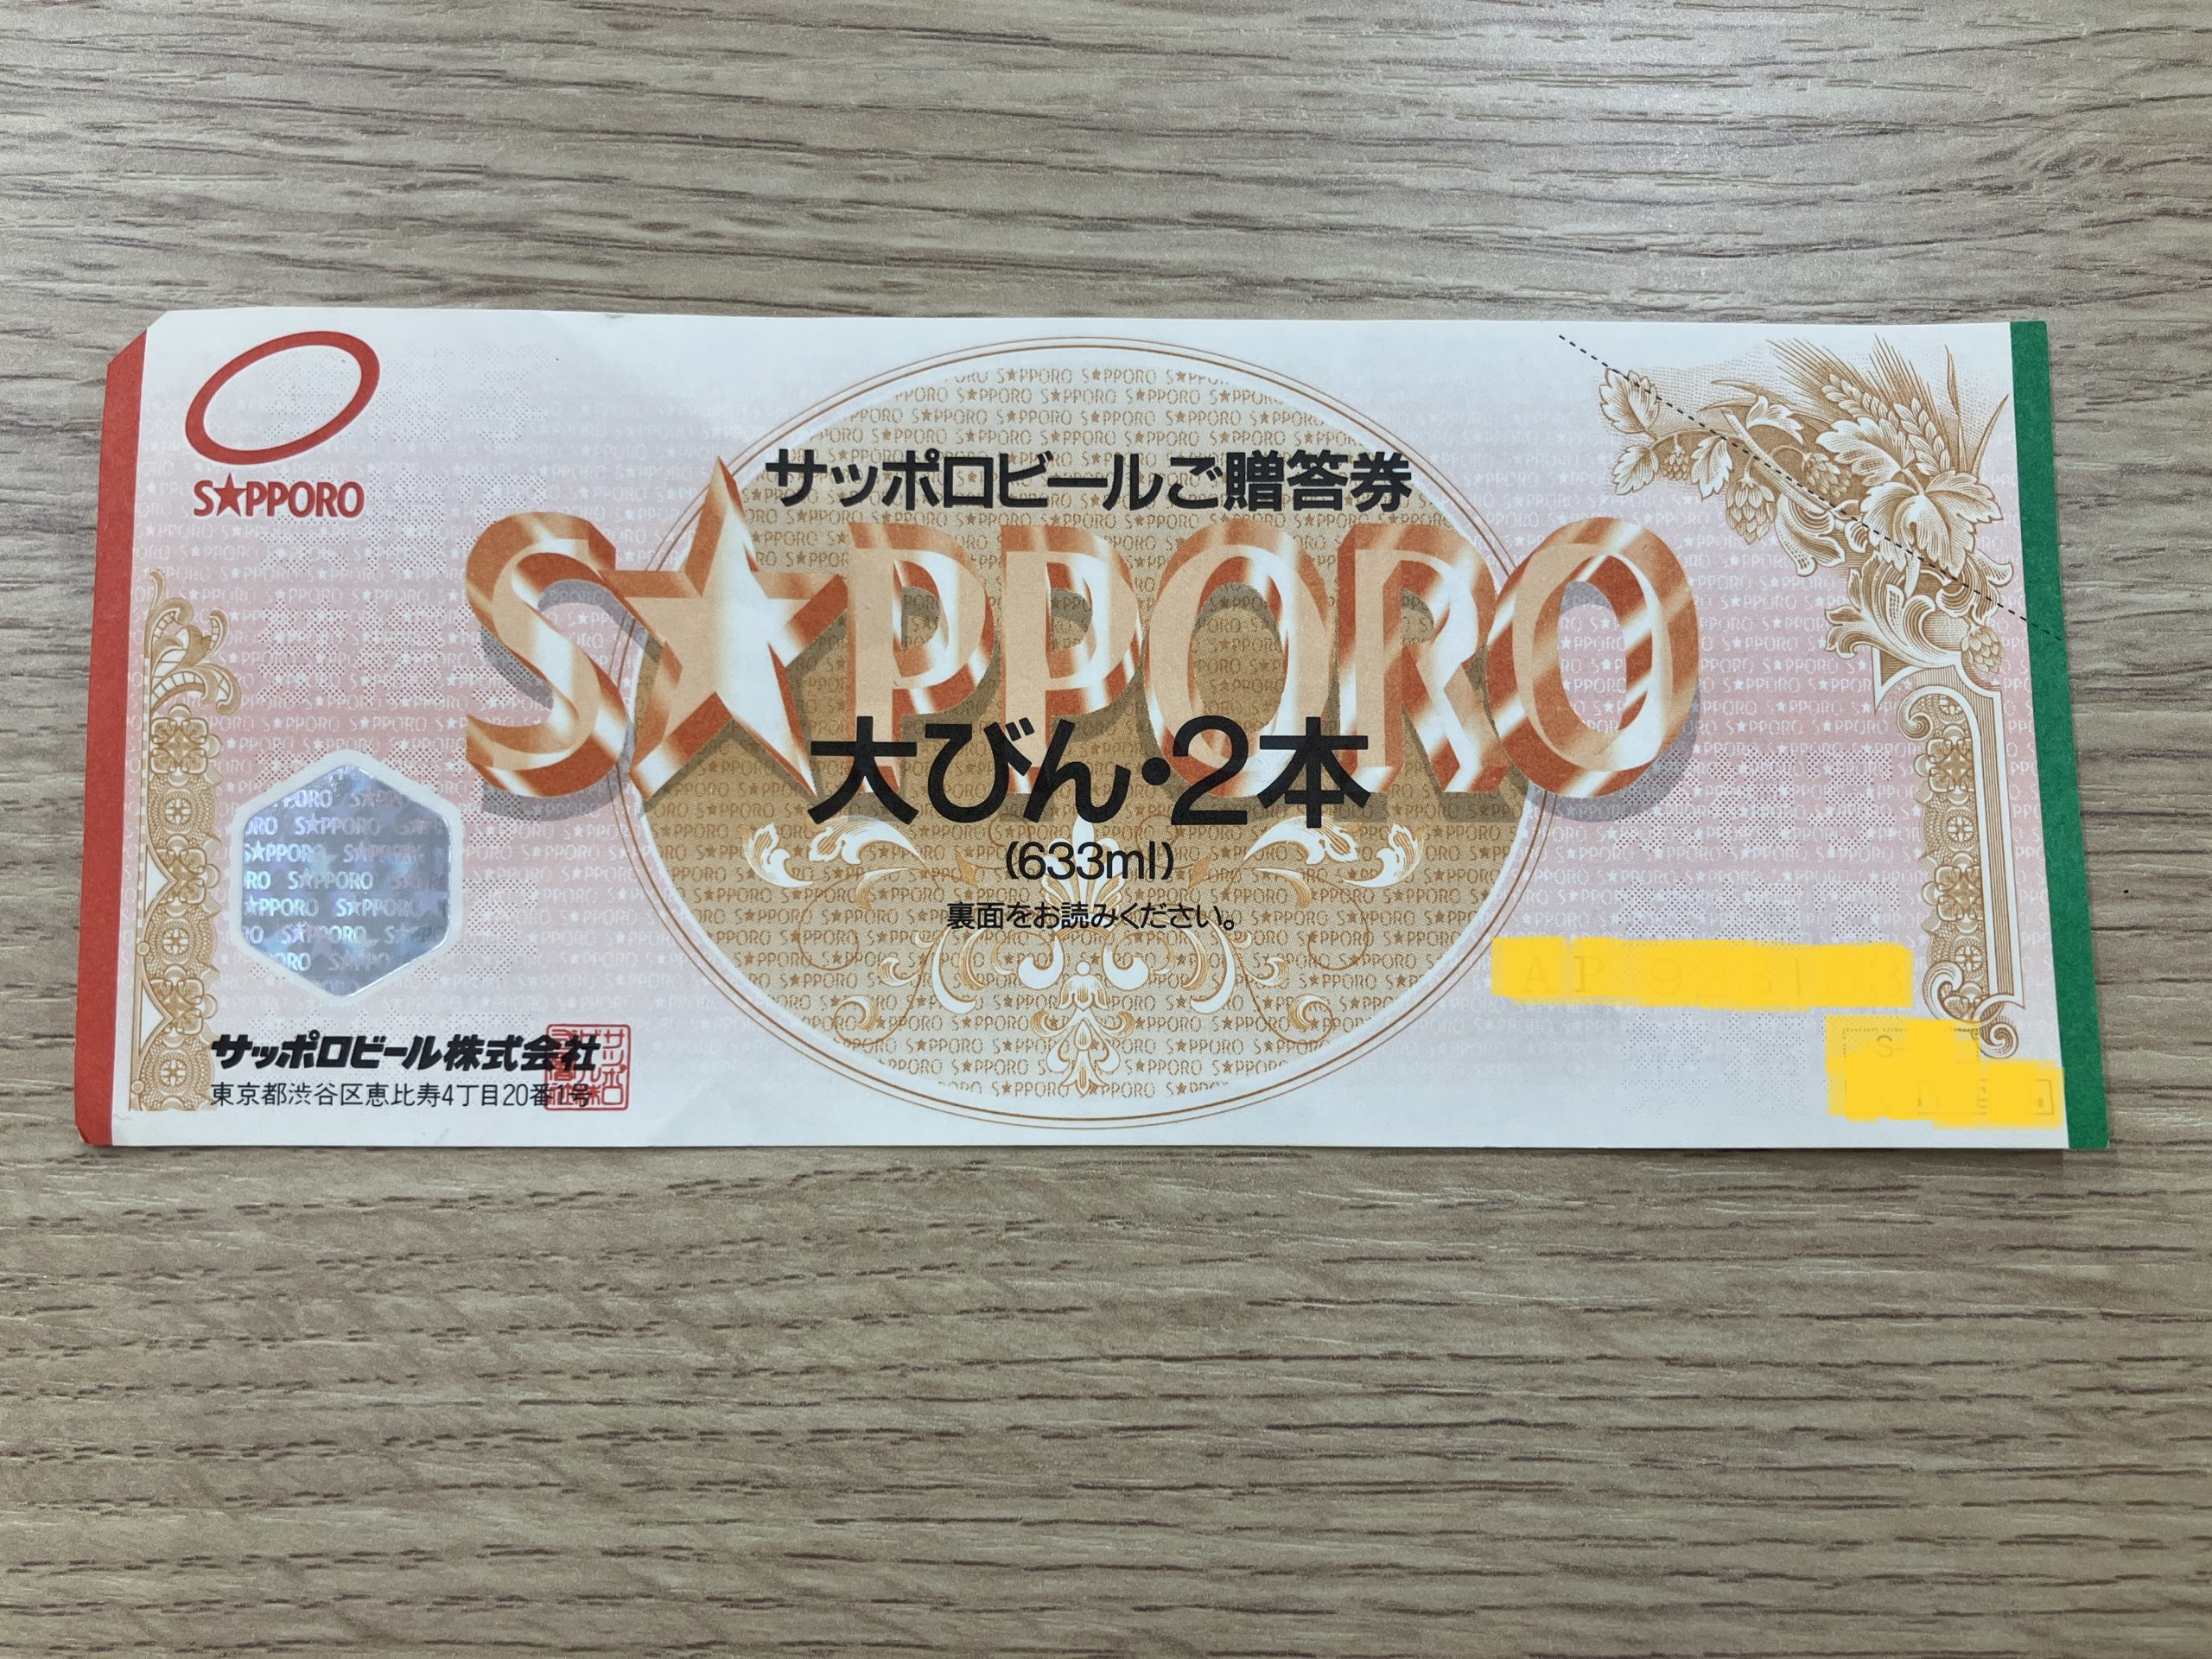 SAPPORO
サッポロビールご贈答券
SAPPORO
大びん・2本
(633ml)
裏面をお読みください。
サッポロビール株式会社
東京都渋谷区恵比寿4丁目20番1号